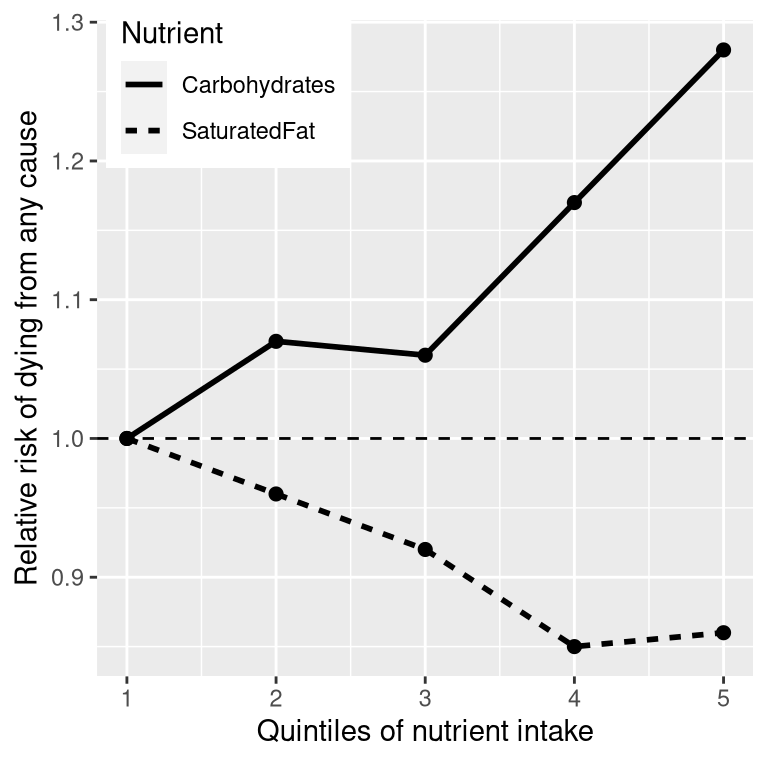 Nutrient
Carbohydrates
SaturatedFat
Relative risk of dying from any cause
1.3
1.2
1.1
1.0
0.9
1 2 3 4 5
Quintiles of nutrient intake